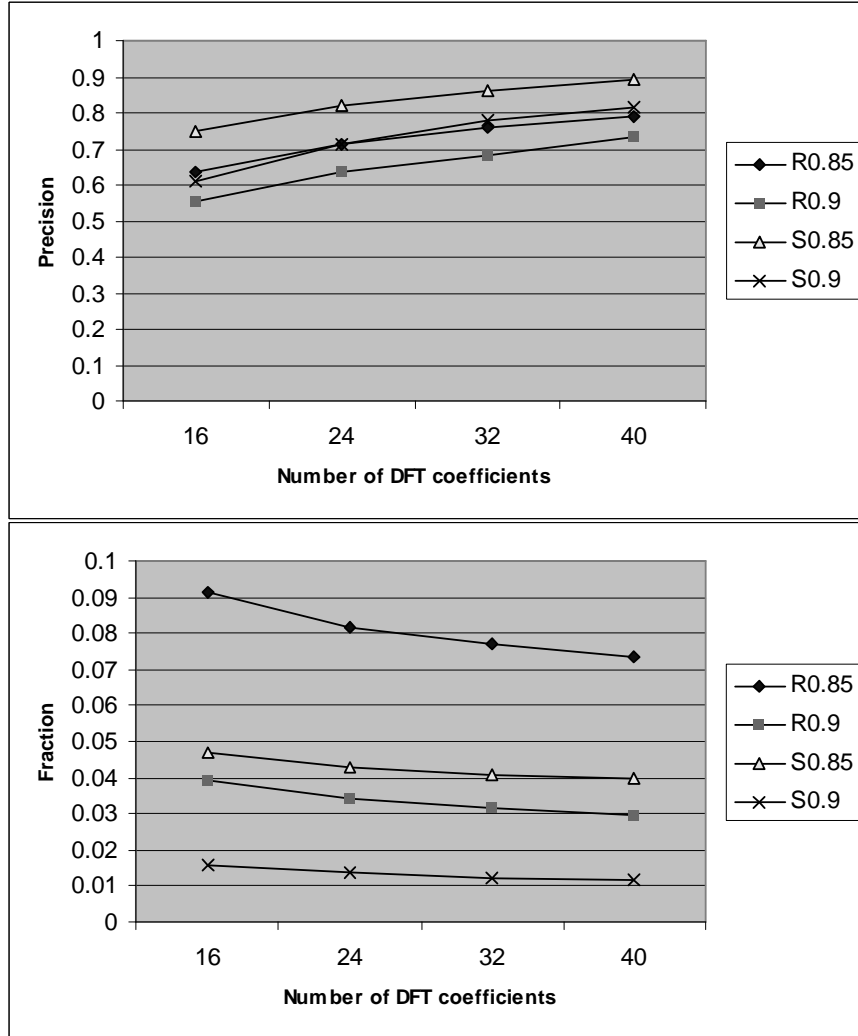 1
0.9
0.8
0.7
0.6
0.5
0.4
0.3
0.2
0.1
0
Precision
16 24 32 40
Number of DFT coefficients
R0.85
R0.9
S0.85
S0.9
0.1
0.09
0.08
0.07
0.06
0.05
0.04
0.03
0.02
0.01
0
Fraction
16 24 32 40
Number of DFT coefficients
R0.85
R0.9
S0.85
S0.9